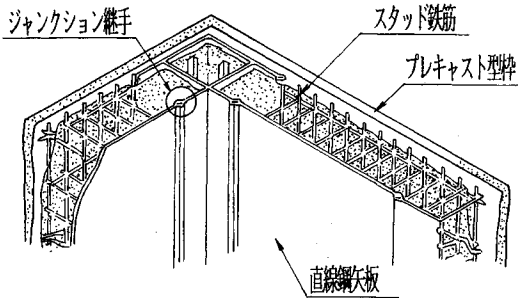 ジャンクション継手
スタッド鉄筋
プレキャスト型枠
直線鋼矢板